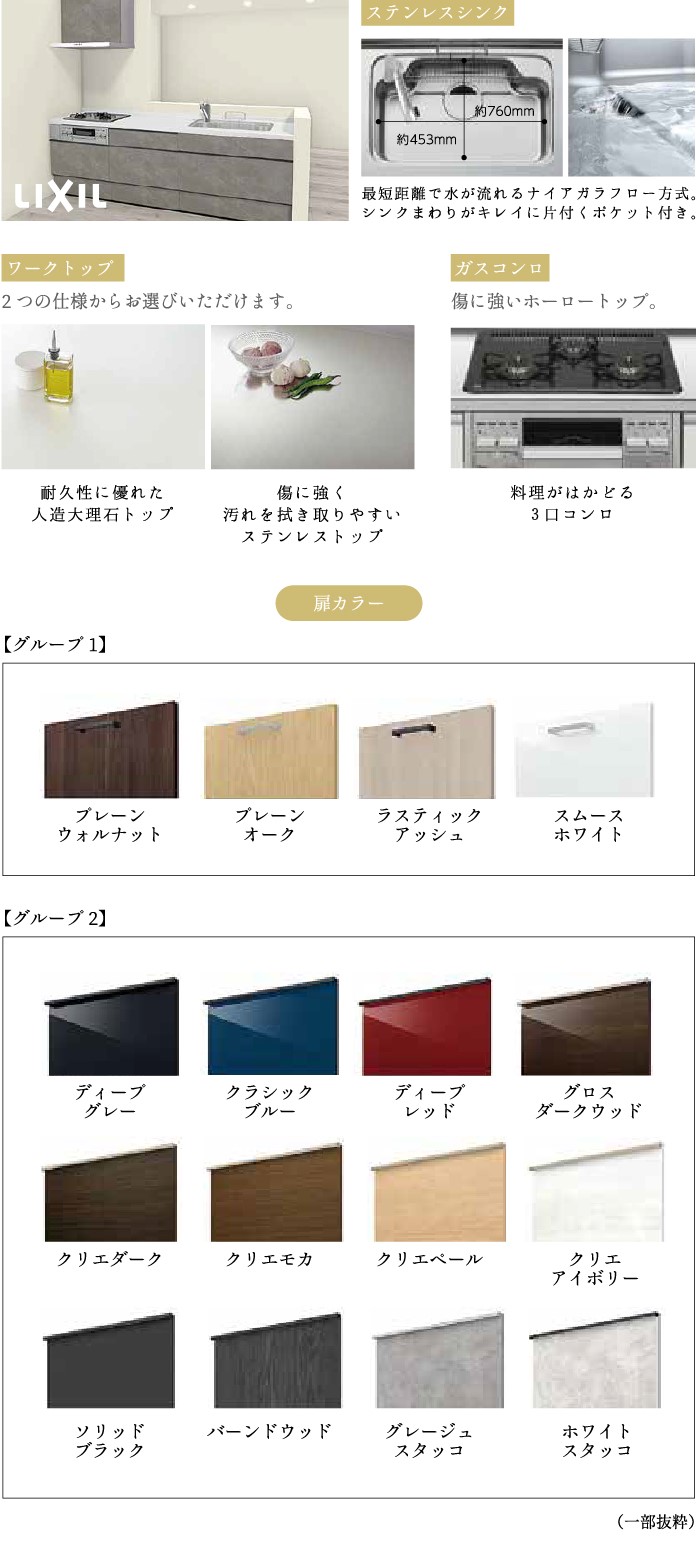 LIXIL
ステンレスシンク
約760mm
約453mm
最短距離で水が流れるナイアガラフロー方式。
シンクまわりがキレイに片付くポケット付き。
ワークトップ
2つの仕様からお選びいただけます。
耐久性に優れた
人造大理石トップ
傷に強く
汚れを拭き取りやすい
ステンレストップ
ガスコンロ
傷に強いホーロートップ。
料理がはかどる
3口コンロ
扉カラー
【グループ1】
プレーン
ウォルナット
プレーン
オーク
ラスティック
アッシュ
スムース
ホワイト
【グループ2】
ディープ
グレー
クラシック
ブルー
ディープ
レッド
グロス
ダークウッド
クリエダーク
クリエモカ
クリエペール
クリエ
アイボリー
ソリッド
ブラック
バーンドウッド
グレージュ
スタッコ
ホワイト
スタッコ
（一部抜粋）